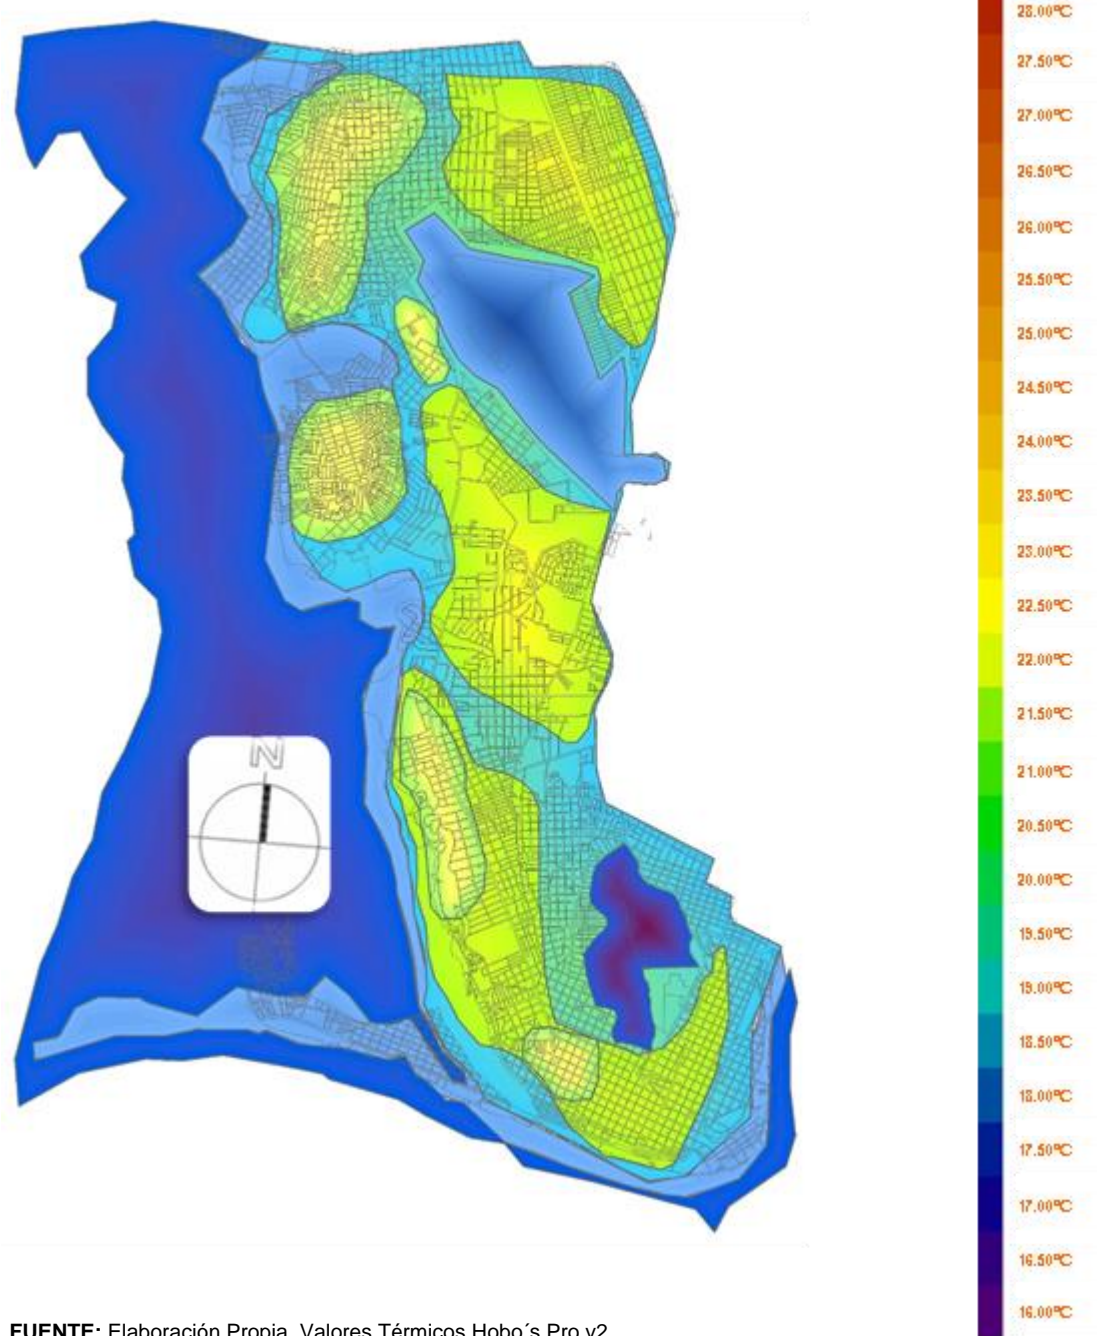 28.00ºC
27.50ºC
27.00ºC
26.50ºC
26.00ºC
25.50ºC
25.00ºC
24.50ºC
24.00ºC
23.50ºC
23.00ºC
22.50ºC
22.00ºC
21.50ºC
21.00ºC
20.50ºC
20.00ºC
19.50ºC
19.00ºC
18.50ºC
18.00ºC
17.50ºC
17.00ºC
16.50ºC
16.00ºC
N
FUENTE: Elaboración Propia. Valores Térmicos Hobo´s Pro v2